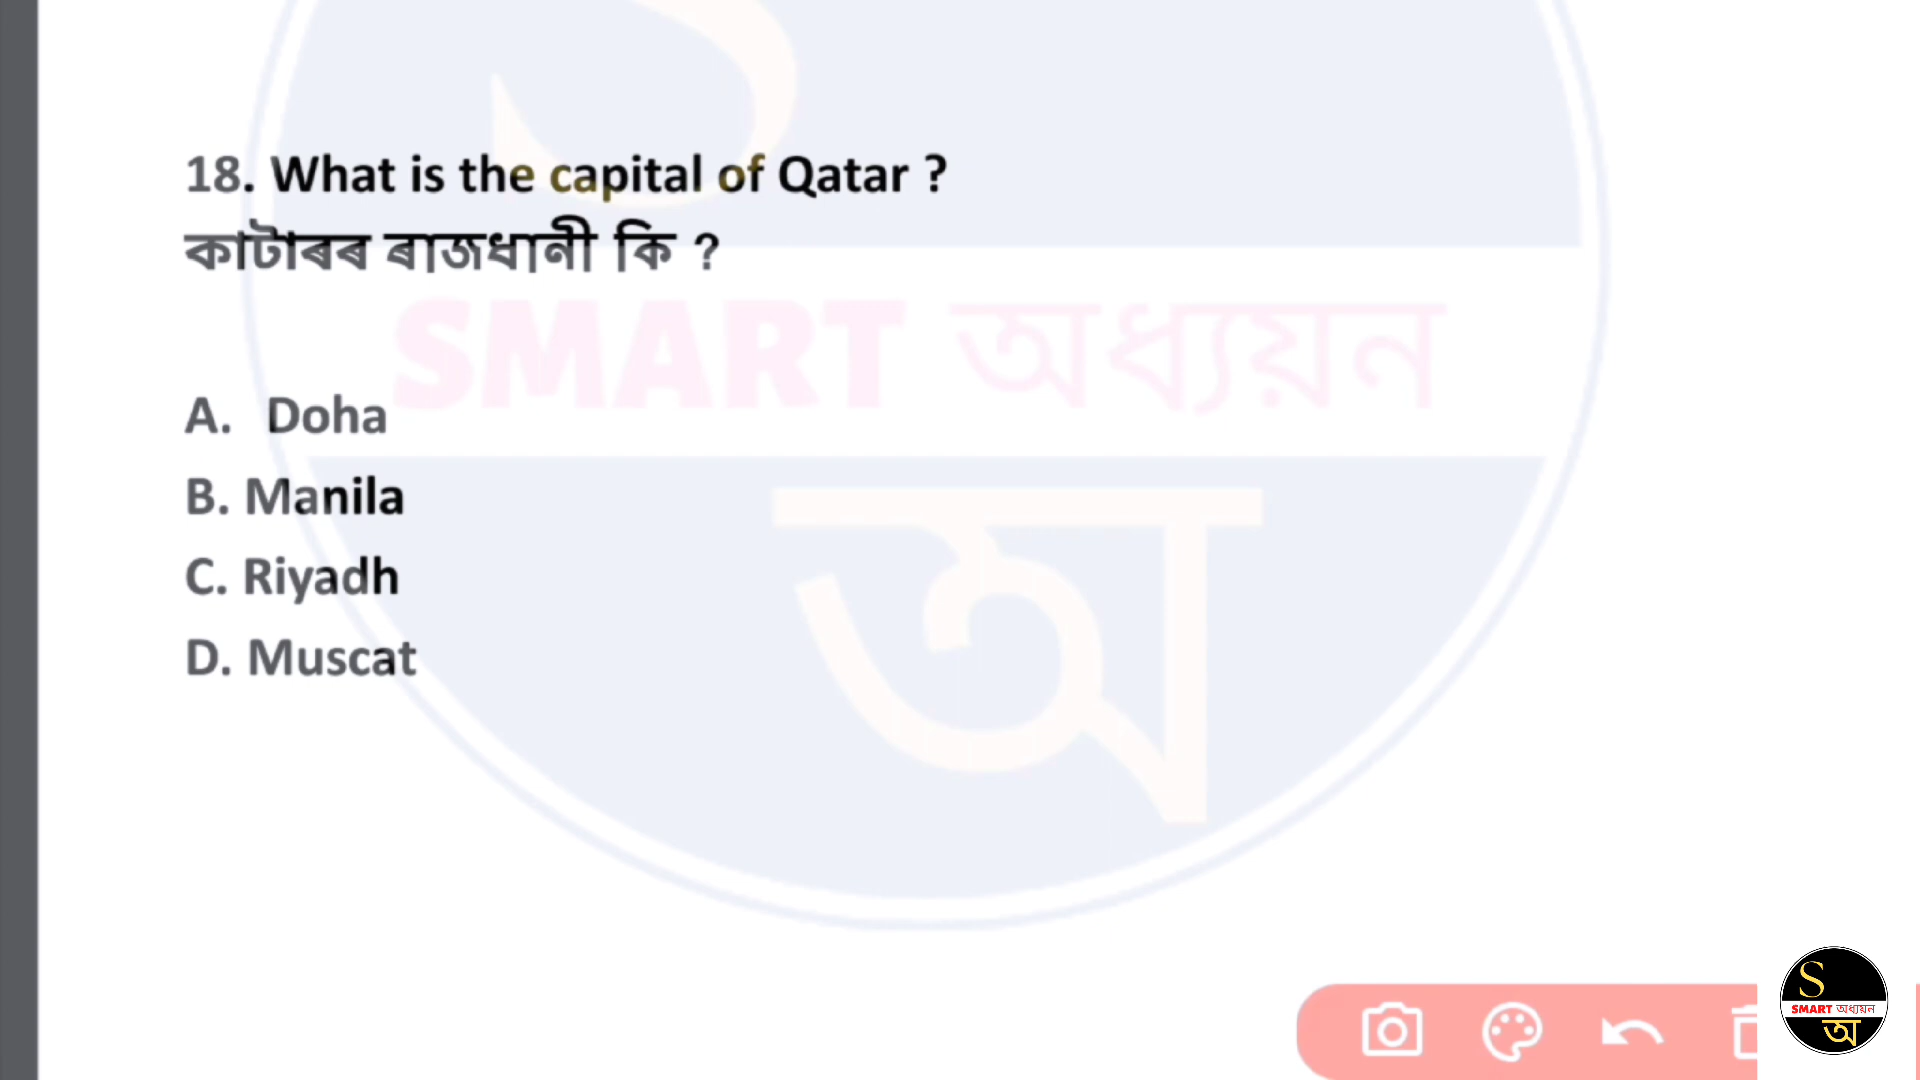 S
18. What is the capital of Qatar ?
কাটাৰৰ ৰাজধানী কি ?
SMART অধ্যয়ন
A. Doha
B. Manila
C. Riyadh
D. Muscat
অ
S
SMART অধ্যয়ন
অ